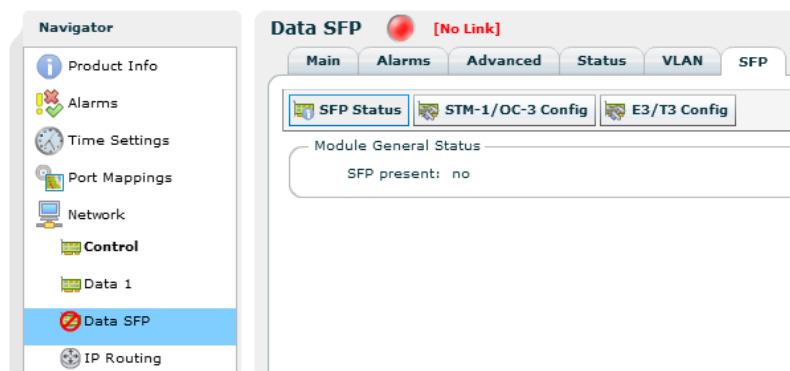 Navigator
Product Info
Alarms
Time Settings
Port Mappings
Network
Control
Data 1
Data SFP
IP Routing
Data SFP [No Link]
Main Alarms Advanced Status VLAN SFP
SFP Status STM-1/OC-3 Config E3/T3 Config
Module General Status
SFP present: no